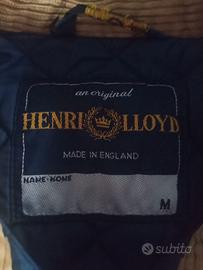 an original
HENRI LLOYD
MADE IN ENGLAND
NAME·NOME
M
subito